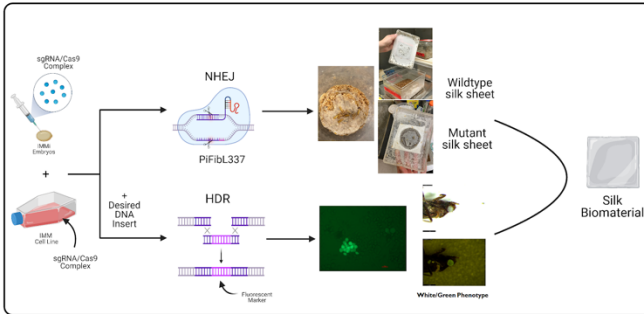 sgRNA/Cas9
Complex
IMM
Embryos
+
IMM
Cell Line
sgRNA/Cas9
Complex
+
Desired
DNA
Insert
NHEJ
PiFibL337
HDR
Fluorescent
Marker
Wildtype
silk sheet
Mutant
silk sheet
White/Green Phenotype
Silk
Biomaterial